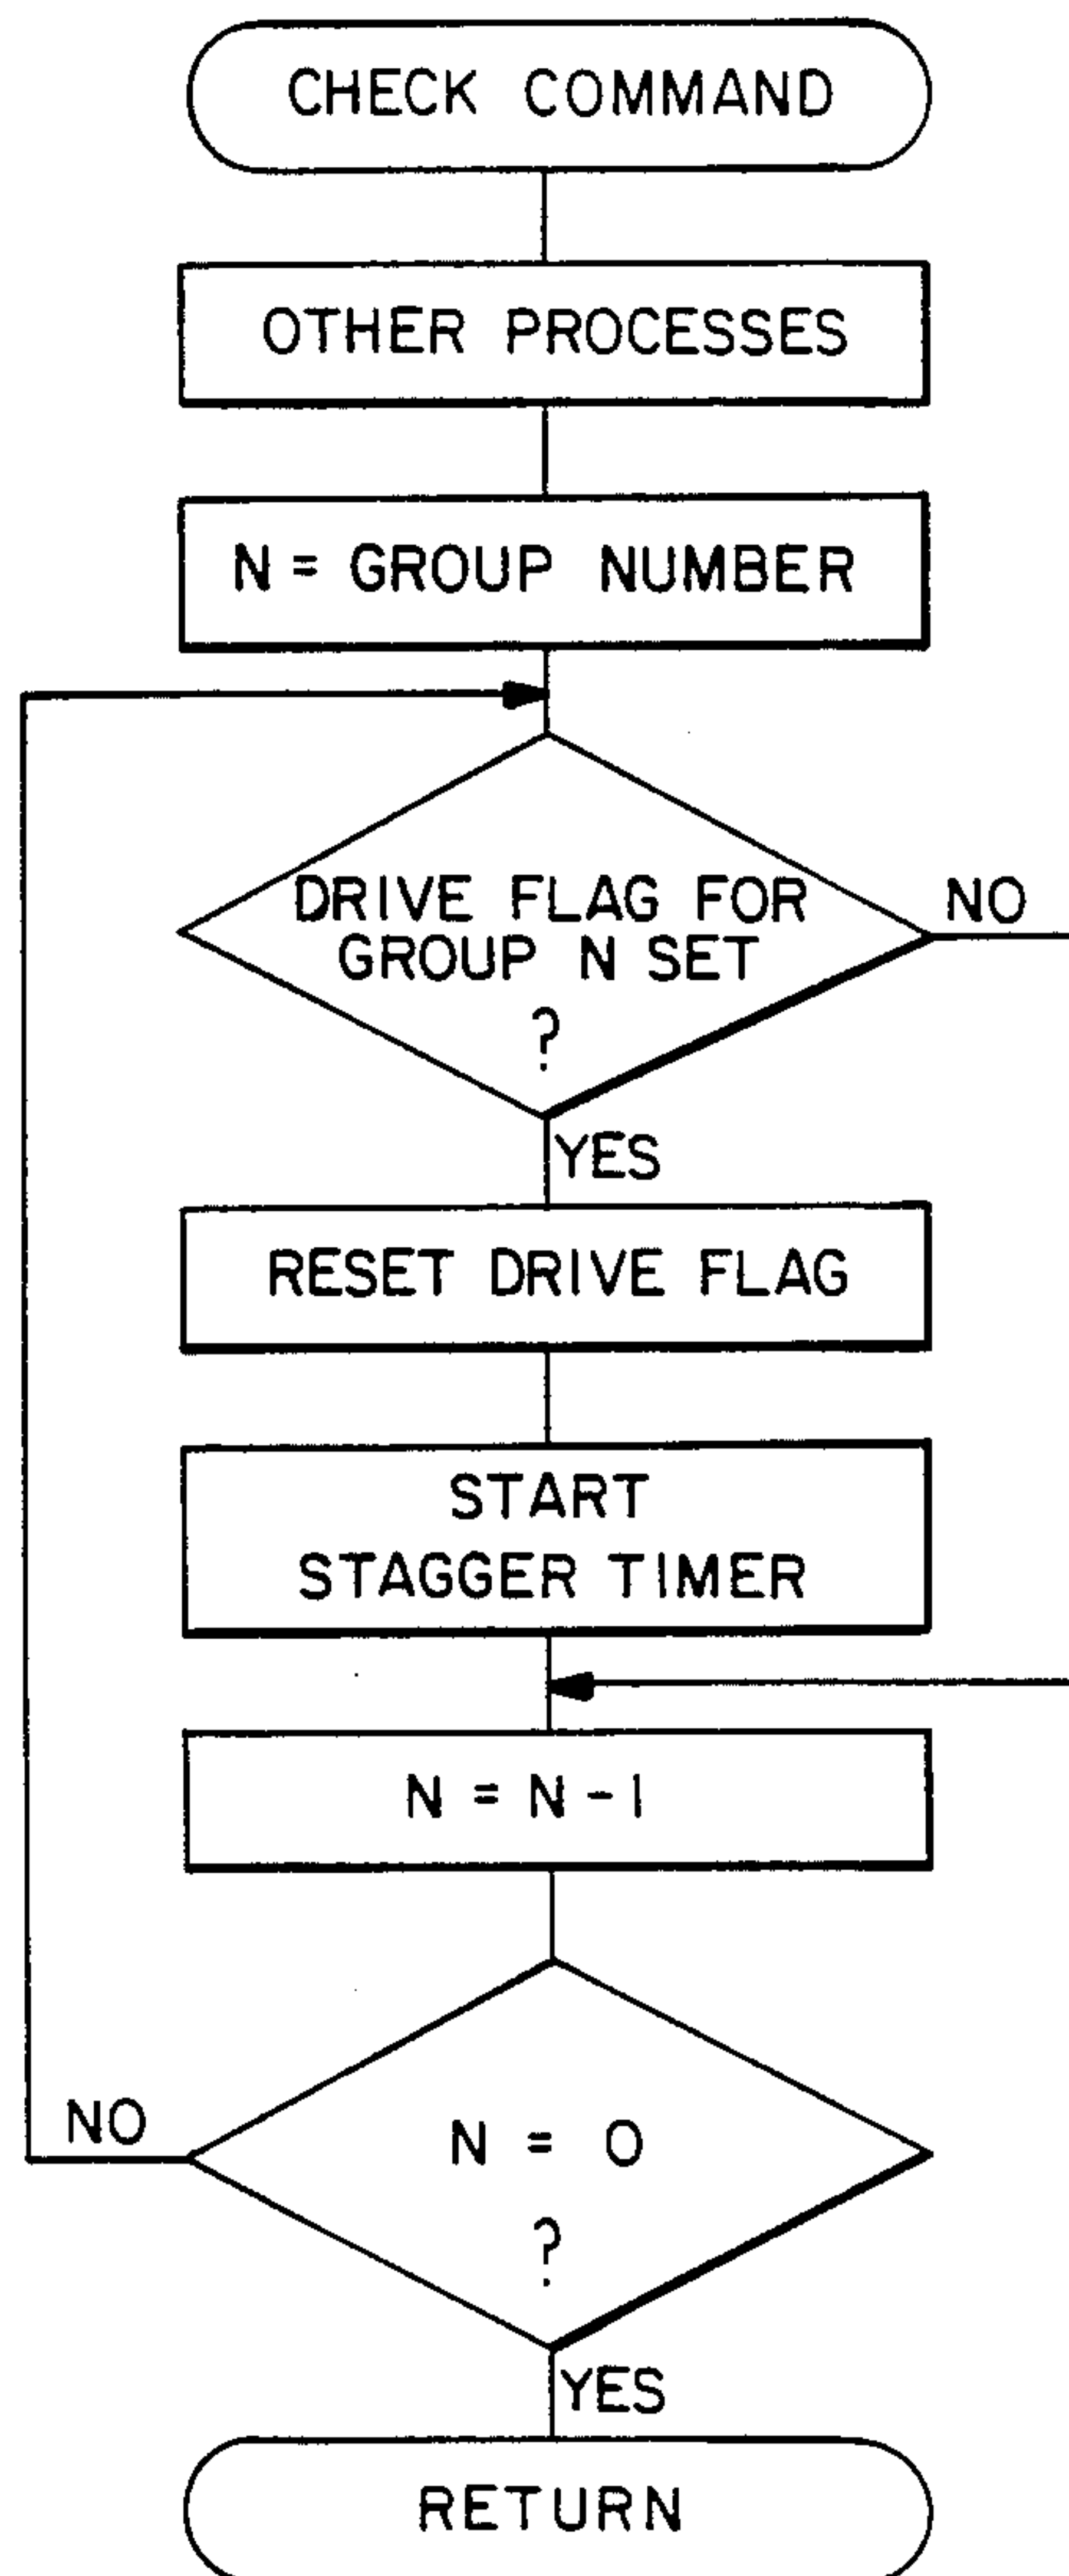 CHECK COMMAND
OTHER PROCESSES
N = GROUP NUMBER
DRIVE FLAG FOR
GROUP N SET
?
NO
YES
RESET DRIVE FLAG
START
STAGGER TIMER
N = N - 1
NO
N = 0
?
YES
RETURN